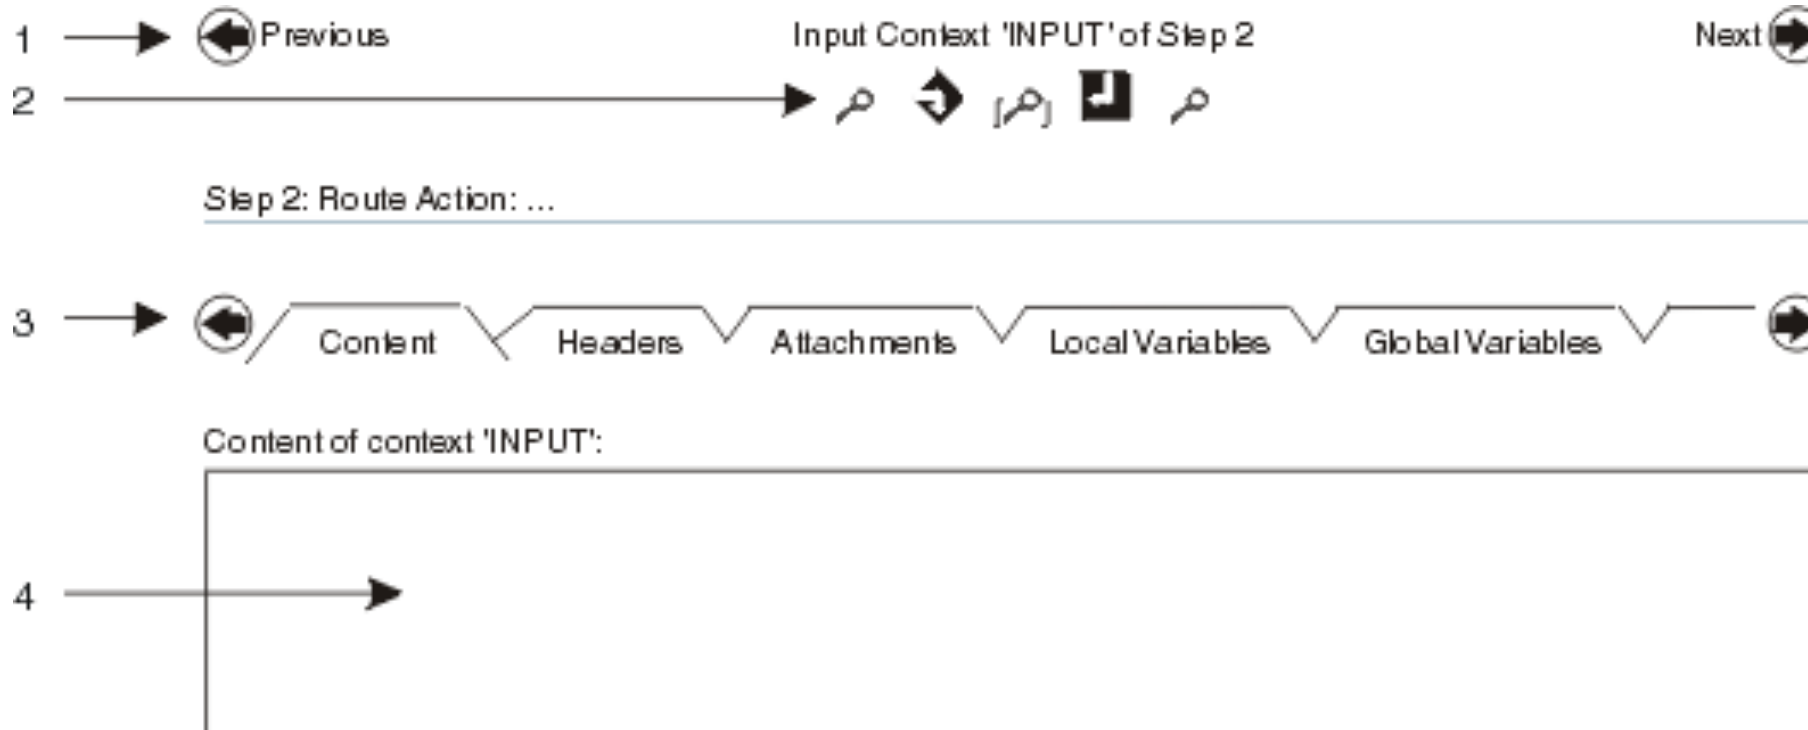 1 Previous Input Context 'INPUT' of Step 2 Next
2
Step 2: Route Action: ...
3 Content Headers Attachments Local Variables Global Variables
Content of context 'INPUT':
4